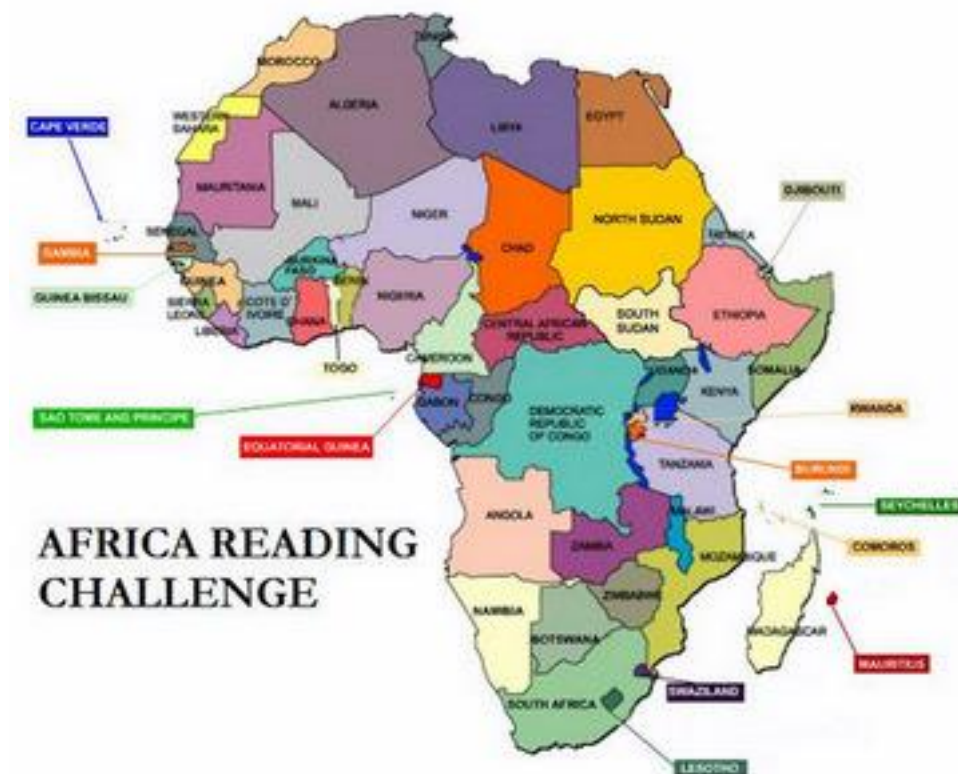 TUNISIA
MOROCCO
ALGERIA
LIBYA
EGYPT
WESTERN
SAHARA
CAPE VERDE
MAURITANIA
MALI
NIGER
CHAD
NORTH SUDAN
DJIBOUTI
ERITREA
SENEGAL
GAMBIA
GUINEA BISSAU
GUINEA
SIERRA
LEONE
LIBERIA
COTE D'
IVOIRE
BURKINA
FASO
GHANA
BENIN
TOGO
NIGERIA
CAMEROON
CENTRAL AFRICAN
REPUBLIC
SOUTH
SUDAN
ETHIOPIA
SOMALIA
SAO TOME AND PRINCIPE
EQUATORIAL GUINEA
GABON
CONGO
DEMOCRATIC
REPUBLIC
OF CONGO
UGANDA
KENYA
RWANDA
BURUNDI
TANZANIA
SEYCHELLES
COMOROS
ANGOLA
ZAMBIA
MALAWI
MOZAMBIQUE
ZIMBABWE
MADAGASCAR
MAURITIUS
NAMIBIA
BOTSWANA
SWAZILAND
SOUTH AFRICA
LESOTHO
AFRICA READING
CHALLENGE